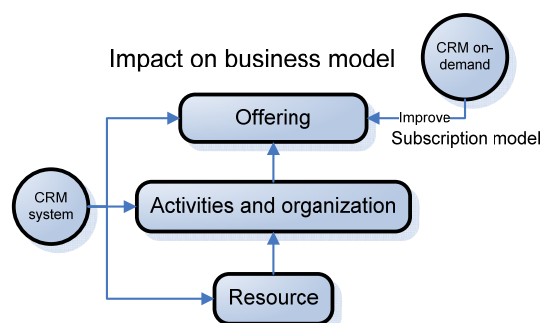 Impact on business model
CRM on-
demand
Offering
Improve
Subscription model
CRM
system
Activities and organization
Resource